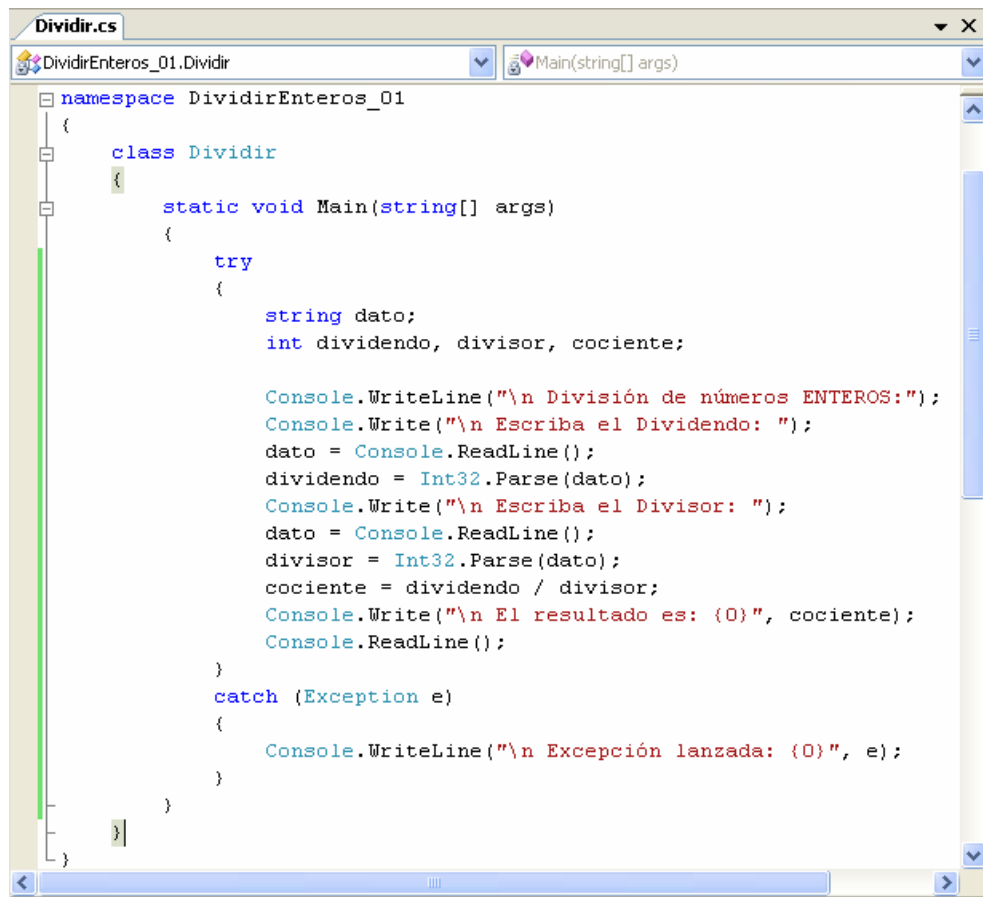 Dividir.cs
DividirEnteros_01.Dividir
Main(string[] args)
namespace DividirEnteros_01
{
class Dividir
{
static void Main(string[] args)
{
try
{
string dato;
int dividendo, divisor, cociente;
Console.WriteLine("\n División de números ENTEROS:");
Console.Write("\n Escriba el Dividendo: ");
dato = Console.ReadLine();
dividendo = Int32.Parse(dato);
Console.Write("\n Escriba el Divisor: ");
dato = Console.ReadLine();
divisor = Int32.Parse(dato);
cociente = dividendo / divisor;
Console.Write("\n El resultado es: {0}", cociente);
Console.ReadLine();
}
catch (Exception e)
{
Console.WriteLine("\n Excepción lanzada: {0}", e);
}
}
}
}